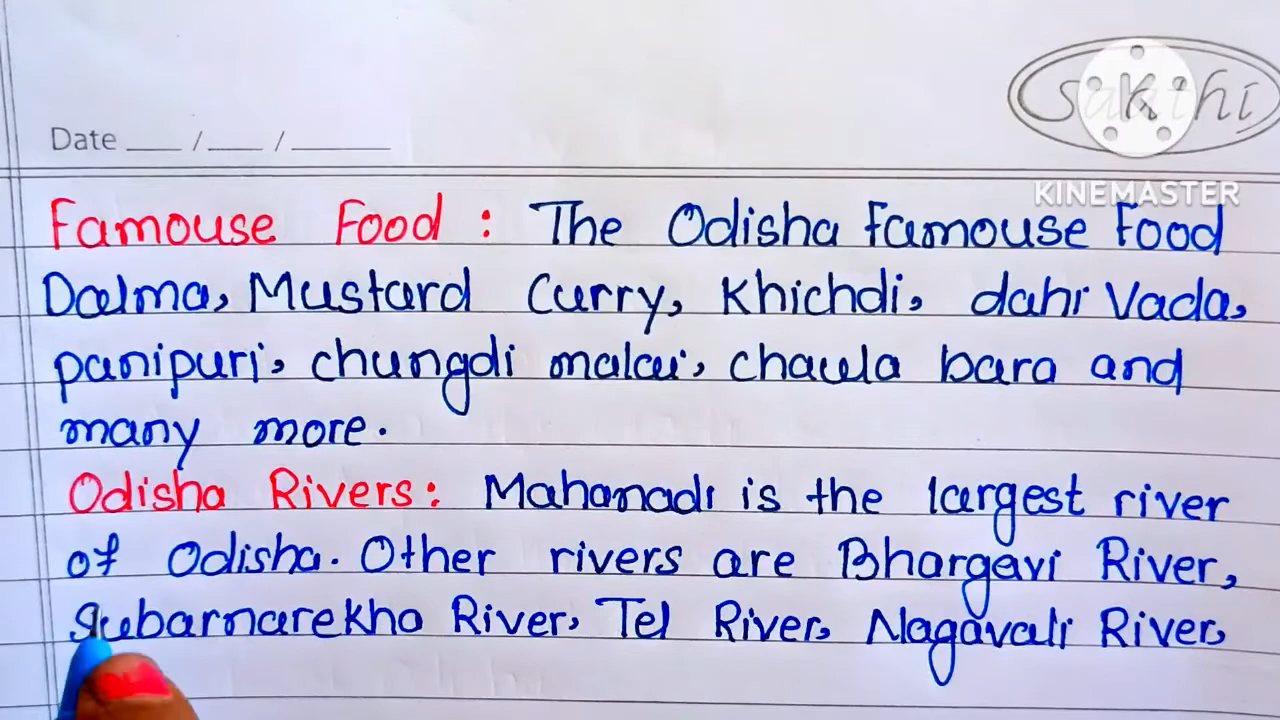 Sakthi
KINEMASTER
Date ___ / ___ / _____
Famouse Food : The Odisha Famouse Food
Dalma, Mustard Curry, Khichdi, dahi Vada,
panipuri, chungdi malai, chaula bara and
many more.
Odisha Rivers: Mahanadi is the largest river
of Odisha. Other rivers are Bhargavi River,
Subarnarekha River, Tel River, Nagavali River,